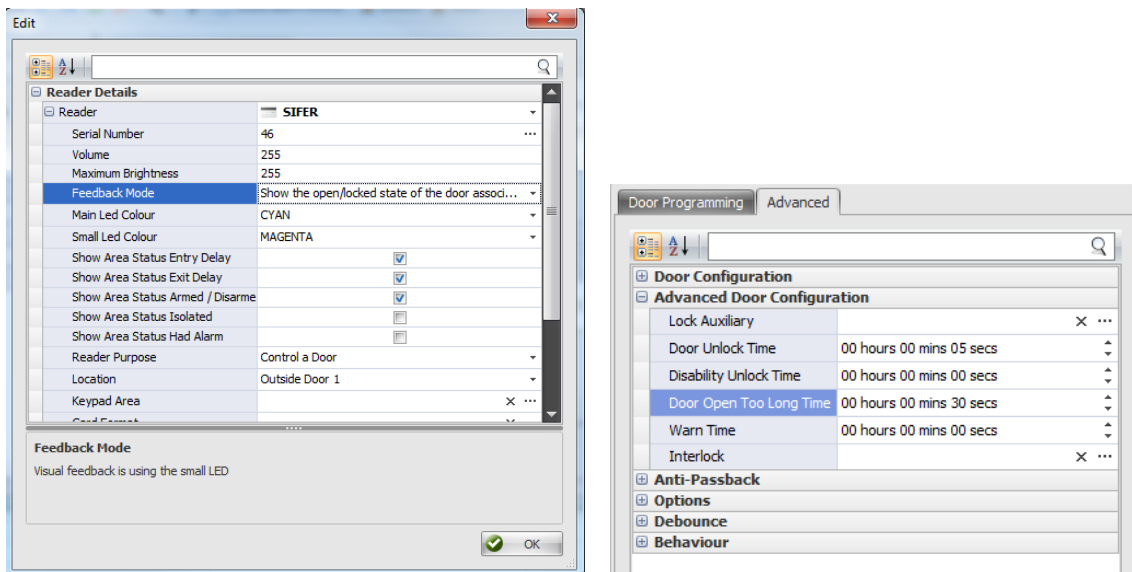 Edit
Reader Details
Reader SIFER
Serial Number 46 ...
Volume 255
Maximum Brightness 255
Feedback Mode Show the open/locked state of the door associ...
Main Led Colour CYAN
Small Led Colour MAGENTA
Show Area Status Entry Delay
Show Area Status Exit Delay
Show Area Status Armed / Disarme
Show Area Status Isolated
Show Area Status Had Alarm
Reader Purpose Control a Door
Location Outside Door 1
Keypad Area ...
Card Format
Feedback Mode
Visual feedback is using the small LED
OK
Door Programming Advanced
Door Configuration
Advanced Door Configuration
Lock Auxiliary ...
Door Unlock Time 00 hours 00 mins 05 secs
Disability Unlock Time 00 hours 00 mins 00 secs
Door Open Too Long Time 00 hours 00 mins 30 secs
Warn Time 00 hours 00 mins 00 secs
Interlock ...
Anti-Passback
Options
Debounce
Behaviour